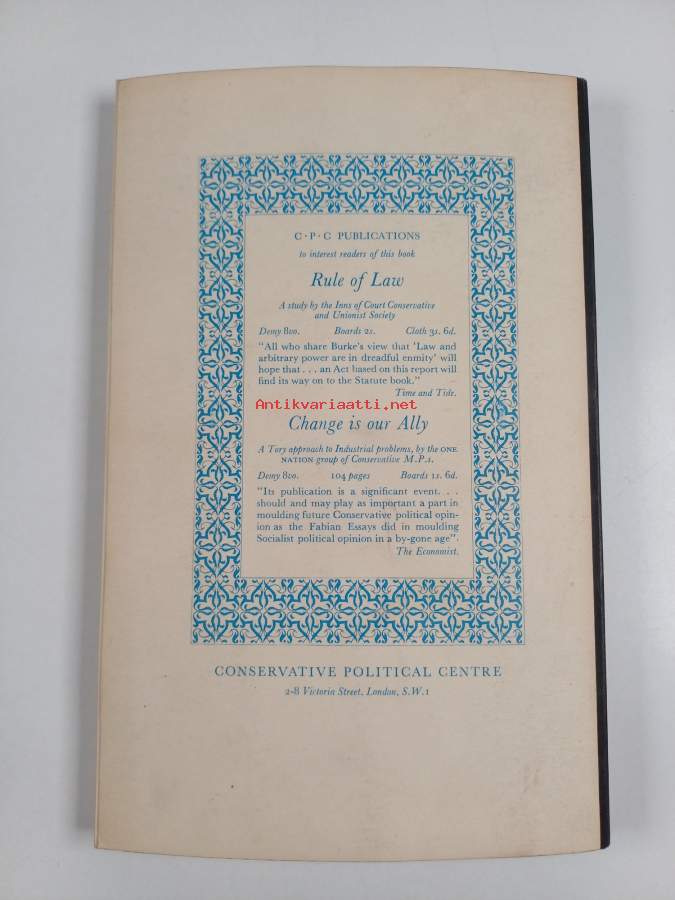 C·P·C PUBLICATIONS
to interest readers of this book
Rule of Law
A study by the Inns of Court Conservative
and Unionist Society
Demy 8vo. Boards 2s. Cloth 3s. 6d.
"All who share Burke's view that 'Law and
arbitrary power are in dreadful enmity' will
hope that . . . an Act based on this report will
find its way on to the Statute book."
Time and Tide.
Antikvariaatti.net
Change is our Ally
A Tory approach to Industrial problems, by the ONE
NATION group of Conservative M.P.s.
Demy 8vo. 104 pages Boards 1s. 6d.
"Its publication is a significant event. . .
should and may play as important a part in
moulding future Conservative political opin-
ion as the Fabian Essays did in moulding
Socialist political opinion in a by-gone age".
The Economist.
CONSERVATIVE POLITICAL CENTRE
2-8 Victoria Street, London, S.W.1